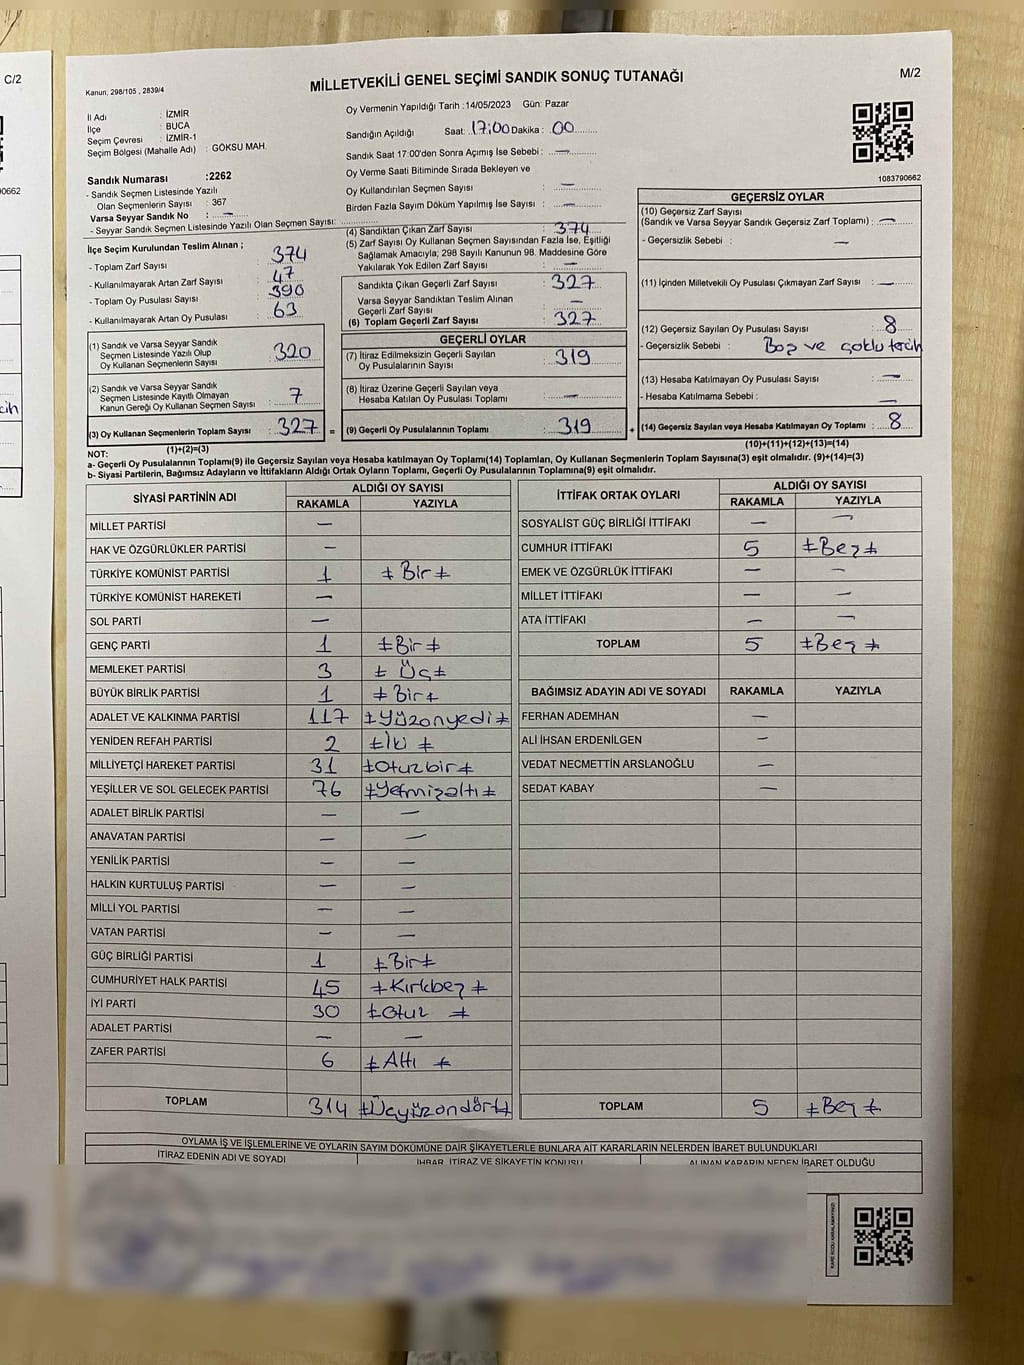 C/2
0662
cih
MİLLETVEKİLİ GENEL SEÇİMİ SANDIK SONUÇ TUTANAĞI
M/2
Kanun, 298/105 , 2839/4
İl Adı : İZMİR
İlçe : BUCA
Seçim Çevresi : İZMİR-1
Seçim Bölgesi (Mahalle Adı) : GÖKSU MAH.
Sandık Numarası :2262
- Sandık Seçmen Listesinde Yazılı
Olan Seçmenlerin Sayısı : 367
Varsa Seyyar Sandık No : —
- Seyyar Sandık Seçmen Listesinde Yazılı Olan Seçmen Sayısı:
Oy Vermenin Yapıldığı Tarih :14/05/2023 Gün: Pazar
Sandığın Açıldığı Saat: 17:00 Dakika : 00
Sandık Saat 17:00'den Sonra Açımış İse Sebebi : —
Oy Verme Saati Bitiminde Sırada Bekleyen ve
Oy Kullandırılan Seçmen Sayısı : —
Birden Fazla Sayım Döküm Yapılmış İse Sayısı : —
1083790662
İlçe Seçim Kurulundan Teslim Alınan ;
- Toplam Zarf Sayısı : 374
- Kullanılmayarak Artan Zarf Sayısı : 47
- Toplam Oy Pusulası Sayısı : 390
- Kullanılmayarak Artan Oy Pusulası : 63
(1) Sandık ve Varsa Seyyar Sandık
Seçmen Listesinde Yazılı Olup
Oy Kullanan Seçmenlerin Sayısı : 320
(2) Sandık ve Varsa Seyyar Sandık
Seçmen Listesinde Kayıtlı Olmayan
Kanun Gereği Oy Kullanan Seçmen Sayısı : 7
(3) Oy Kullanan Seçmenlerin Toplam Sayısı : 327 =
(1)+(2)=(3)
(4) Sandıktan Çıkan Zarf Sayısı : 374
(5) Zarf Sayısı Oy Kullanan Seçmen Sayısından Fazla İse, Eşitliği
Sağlamak Amacıyla; 298 Sayılı Kanunun 98. Maddesine Göre
Yakılarak Yok Edilen Zarf Sayısı : —
Sandıkta Çıkan Geçerli Zarf Sayısı : 327
Varsa Seyyar Sandıktan Teslim Alınan
Geçerli Zarf Sayısı : —
(6) Toplam Geçerli Zarf Sayısı : 327
GEÇERLİ OYLAR
(7) İtiraz Edilmeksizin Geçerli Sayılan
Oy Pusulalarının Sayısı : 319
(8) İtiraz Üzerine Geçerli Sayılan veya
Hesaba Katılan Oy Pusulası Toplamı : —
(9) Geçerli Oy Pusulalarının Toplamı : 319 +
GEÇERSİZ OYLAR
(10) Geçersiz Zarf Sayısı
(Sandık ve Varsa Seyyar Sandık Geçersiz Zarf Toplamı) : —
- Geçersizlik Sebebi : —
(11) İçinden Milletvekili Oy Pusulası Çıkmayan Zarf Sayısı : —
(12) Geçersiz Sayılan Oy Pusulası Sayısı : 8
- Geçersizlik Sebebi : Boş ve çoklu tercih
(13) Hesaba Katılmayan Oy Pusulası Sayısı : —
- Hesaba Katılmama Sebebi : —
(14) Geçersiz Sayılan veya Hesaba Katılmayan Oy Toplamı : 8
(10)+(11)+(12)+(13)=(14)
NOT:
a- Geçerli Oy Pusulalarının Toplamı(9) ile Geçersiz Sayılan veya Hesaba katılmayan Oy Toplamı(14) Toplamları, Oy Kullanan Seçmenlerin Toplam Sayısına(3) eşit olmalıdır. (9)+(14)=(3)
b- Siyasi Partilerin, Bağımsız Adayların ve İttifakların Aldığı Ortak Oyların Toplamı, Geçerli Oy Pusulalarının Toplamına(9) eşit olmalıdır.
SİYASİ PARTİNİN ADI ALDIĞI OY SAYISI
RAKAMLA YAZIYLA
MİLLET PARTİSİ —
HAK VE ÖZGÜRLÜKLER PARTİSİ —
TÜRKİYE KOMÜNİST PARTİSİ 1 ≠Bir≠
TÜRKİYE KOMÜNİST HAREKETİ —
SOL PARTİ —
GENÇ PARTİ 1 ≠Bir≠
MEMLEKET PARTİSİ 3 ≠Üç≠
BÜYÜK BİRLİK PARTİSİ 1 ≠Bir≠
ADALET VE KALKINMA PARTİSİ 117 ≠Yüzonyedi≠
YENİDEN REFAH PARTİSİ 2 ≠İki≠
MİLLİYETÇİ HAREKET PARTİSİ 31 ≠Otuzbir≠
YEŞİLLER VE SOL GELECEK PARTİSİ 76 ≠Yetmişaltı≠
ADALET BİRLİK PARTİSİ — —
ANAVATAN PARTİSİ — —
YENİLİK PARTİSİ — —
HALKIN KURTULUŞ PARTİSİ — —
MİLLİ YOL PARTİSİ — —
VATAN PARTİSİ — —
GÜÇ BİRLİĞİ PARTİSİ 1 ≠Bir≠
CUMHURİYET HALK PARTİSİ 45 ≠Kırkbeş≠
İYİ PARTİ 30 ≠Otuz≠
ADALET PARTİSİ — —
ZAFER PARTİSİ 6 ≠Altı≠
TOPLAM 314 ≠Üçyüzondört≠
İTTİFAK ORTAK OYLARI ALDIĞI OY SAYISI
RAKAMLA YAZIYLA
SOSYALİST GÜÇ BİRLİĞİ İTTİFAKI — —
CUMHUR İTTİFAKI 5 ≠Beş≠
EMEK VE ÖZGÜRLÜK İTTİFAKI — —
MİLLET İTTİFAKI — —
ATA İTTİFAKI — —
TOPLAM 5 ≠Beş≠
BAĞIMSIZ ADAYIN ADI VE SOYADI RAKAMLA YAZIYLA
FERHAN ADEMHAN —
ALİ İHSAN ERDENİLGEN —
VEDAT NECMETTİN ARSLANOĞLU —
SEDAT KABAY —
TOPLAM 5 ≠Beş≠
OYLAMA İŞ VE İŞLEMLERİNE VE OYLARIN SAYIM DÖKÜMÜNE DAİR ŞİKAYETLERLE BUNLARA AİT KARARLARIN NELERDEN İBARET BULUNDUKLARI
İTİRAZ EDENİN ADI VE SOYADI İHBAR, İTİRAZ VE ŞİKAYETİN KONUSU ALINAN KARARIN NEDEN İBARET OLDUĞU